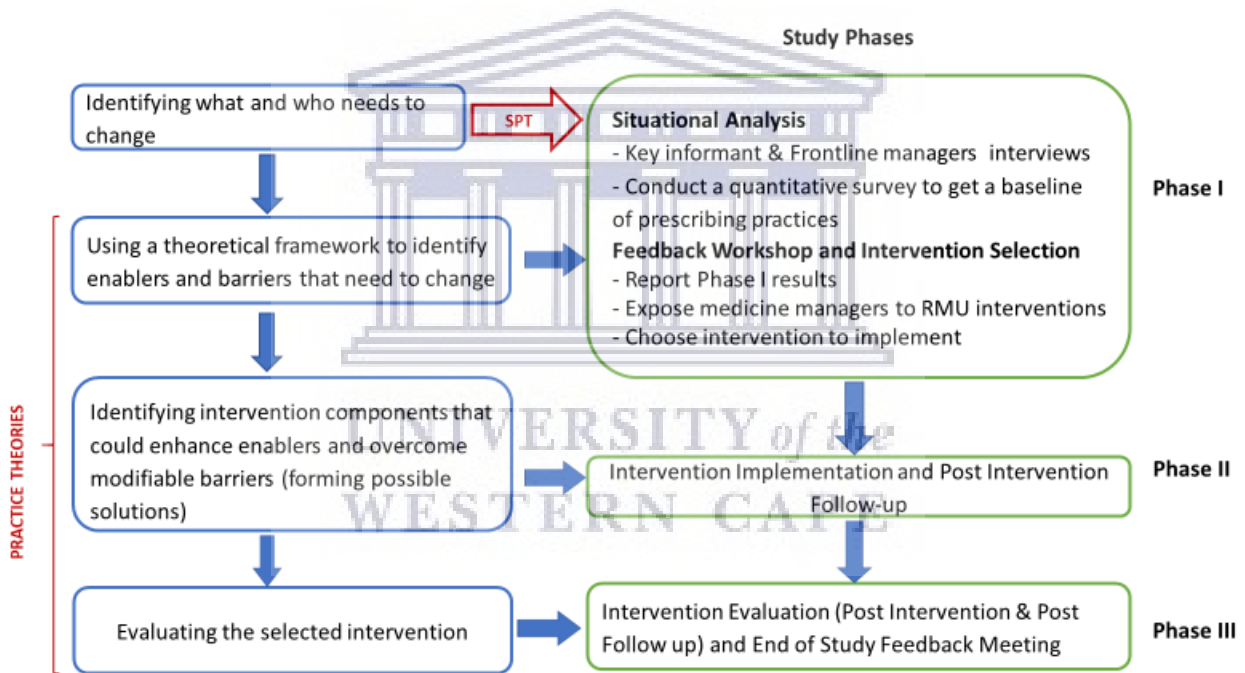 Study Phases
Identifying what and who needs to
change
SPT
Situational Analysis
- Key informant & Frontline managers interviews
- Conduct a quantitative survey to get a baseline
of prescribing practices
Feedback Workshop and Intervention Selection
- Report Phase I results
- Expose medicine managers to RMU interventions
- Choose intervention to implement
Phase I
Using a theoretical framework to identify
enablers and barriers that need to change
PRACTICE THEORIES
Identifying intervention components that
could enhance enablers and overcome
modifiable barriers (forming possible
solutions)
Intervention Implementation and Post Intervention
Follow-up
Phase II
Evaluating the selected intervention
Intervention Evaluation (Post Intervention & Post
Follow up) and End of Study Feedback Meeting
Phase III
UNIVERSITY of the
WESTERN CAPE